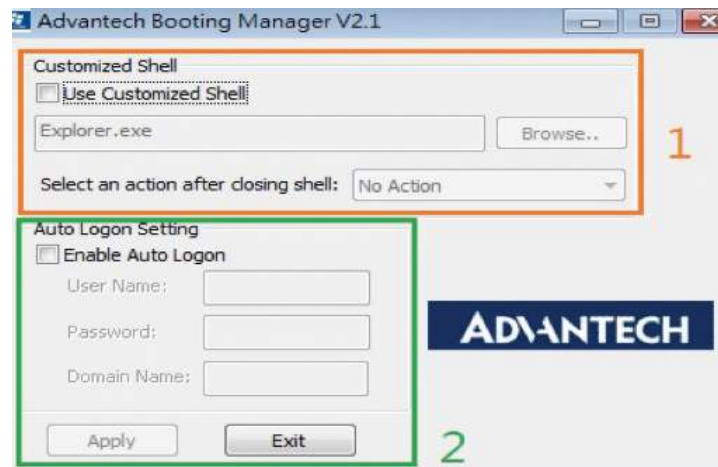 Advantech Booting Manager V2.1
Customized Shell
Use Customized Shell
Explorer.exe
Browse..
1
Select an action after closing shell:
No Action
Auto Logon Setting
Enable Auto Logon
User Name:
Password:
ADVANTECH
Domain Name:
Apply
Exit
2